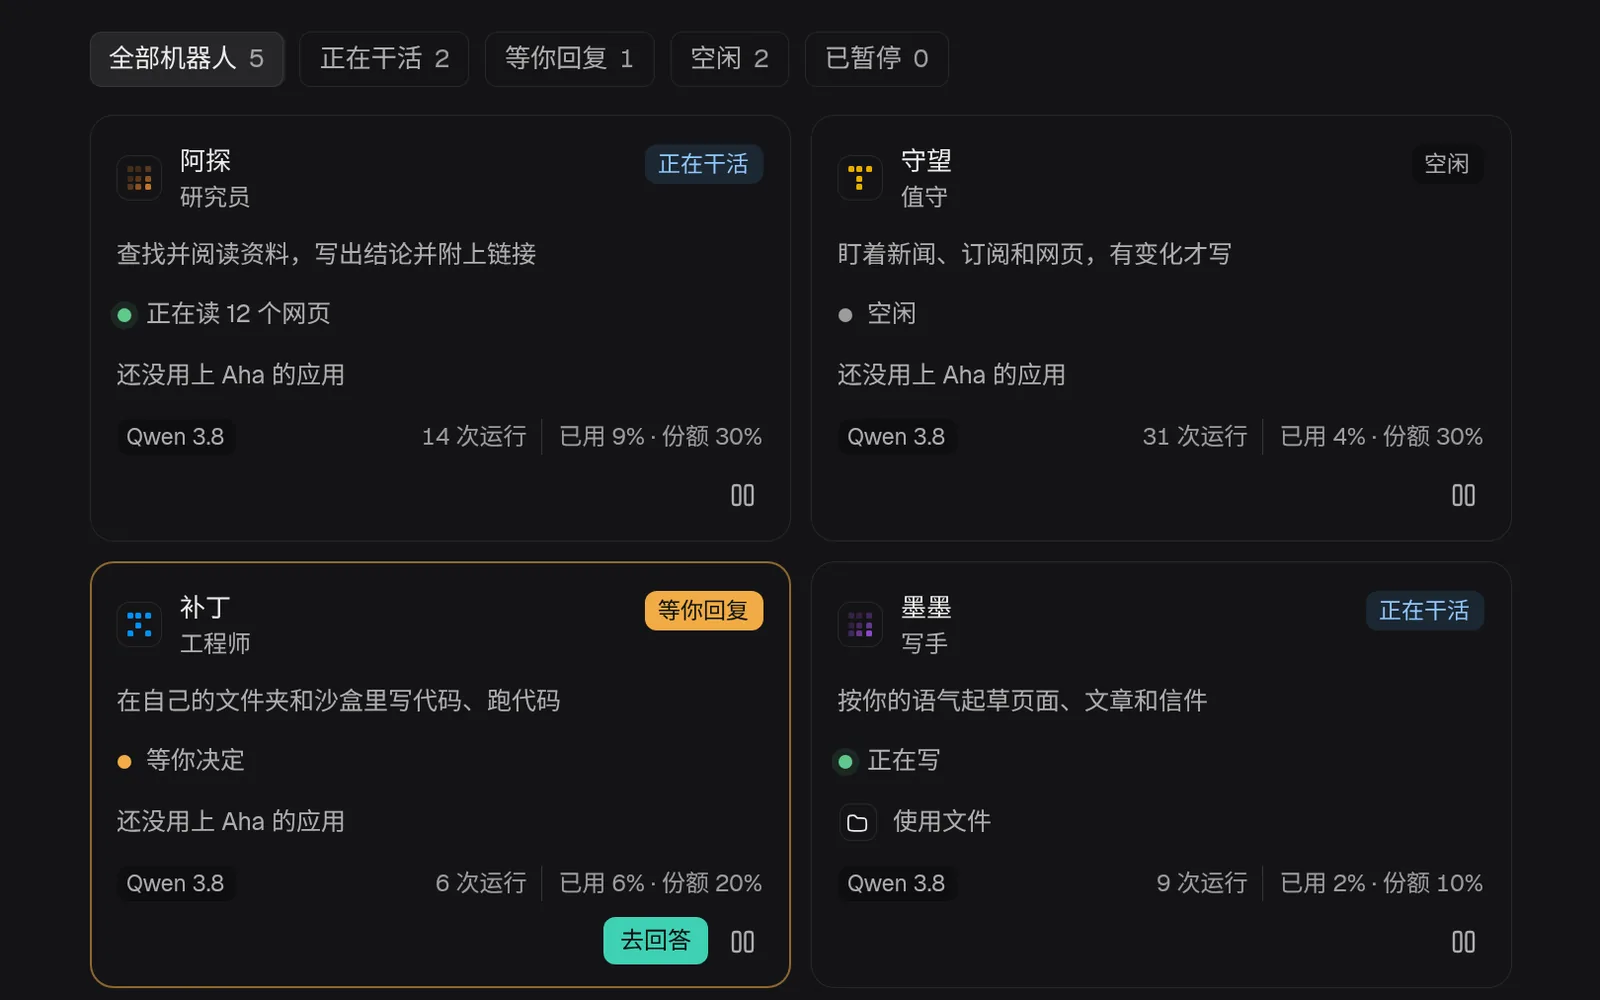 全部机器人 5
正在干活 2
等你回复 1
空闲 2
已暂停 0
阿探
研究员
正在干活
查找并阅读资料，写出结论并附上链接
正在读 12 个网页
还没用上 Aha 的应用
Qwen 3.8
14 次运行
已用 9% · 份额 30%
守望
值守
空闲
盯着新闻、订阅和网页，有变化才写
空闲
还没用上 Aha 的应用
Qwen 3.8
31 次运行
已用 4% · 份额 30%
补丁
工程师
等你回复
在自己的文件夹和沙盒里写代码、跑代码
等你决定
还没用上 Aha 的应用
Qwen 3.8
6 次运行
已用 6% · 份额 20%
去回答
墨墨
写手
正在干活
按你的语气起草页面、文章和信件
正在写
使用文件
Qwen 3.8
9 次运行
已用 2% · 份额 10%